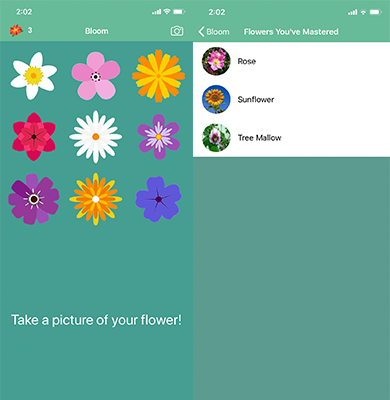 2:02
3
Bloom
Take a picture of your flower!
2:02
Bloom
Flowers You've Mastered
Rose
Sunflower
Tree Mallow